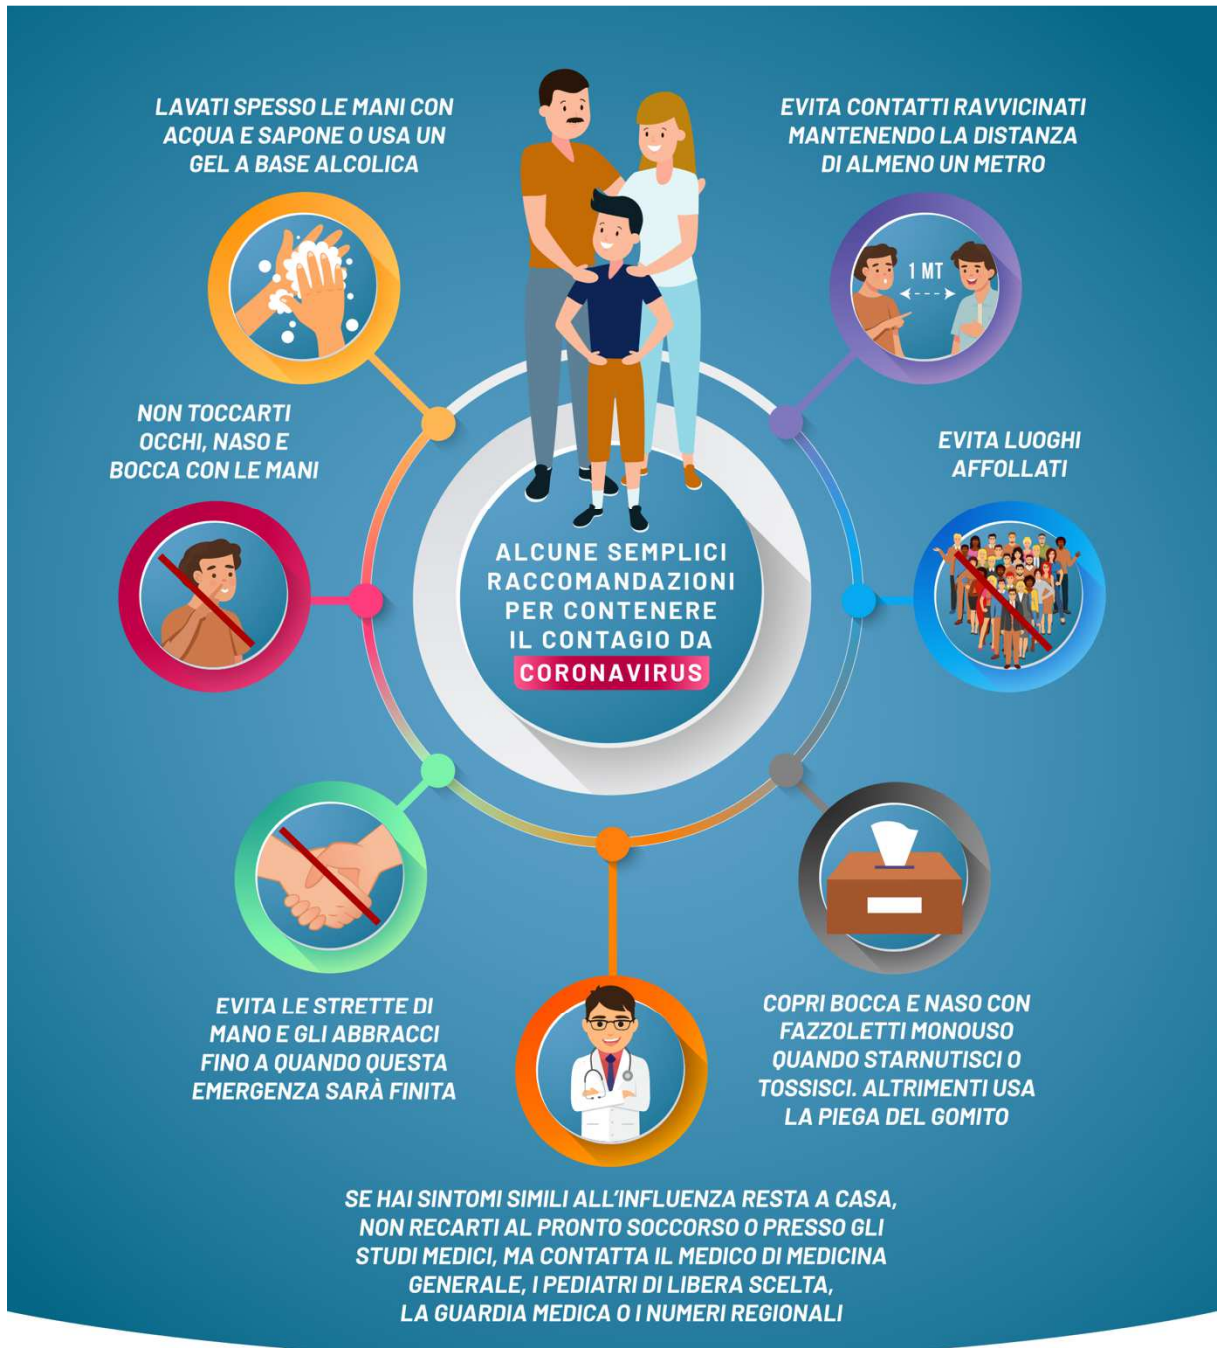 LAVATI SPESSO LE MANI CON
ACQUA E SAPONE O USA UN
GEL A BASE ALCOLICA
EVITA CONTATTI RAVVICINATI
MANTENENDO LA DISTANZA
DI ALMENO UN METRO
1 MT
NON TOCCARTI
OCCHI, NASO E
BOCCA CON LE MANI
EVITA LUOGHI
AFFOLLATI
ALCUNE SEMPLICI
RACCOMANDAZIONI
PER CONTENERE
IL CONTAGIO DA
CORONAVIRUS
EVITA LE STRETTE DI
MANO E GLI ABBRACCI
FINO A QUANDO QUESTA
EMERGENZA SARÀ FINITA
COPRI BOCCA E NASO CON
FAZZOLETTI MONOUSO
QUANDO STARNUTISCI O
TOSSISCI. ALTRIMENTI USA
LA PIEGA DEL GOMITO
SE HAI SINTOMI SIMILI ALL'INFLUENZA RESTA A CASA,
NON RECARTI AL PRONTO SOCCORSO O PRESSO GLI
STUDI MEDICI, MA CONTATTA IL MEDICO DI MEDICINA
GENERALE, I PEDIATRI DI LIBERA SCELTA,
LA GUARDIA MEDICA O I NUMERI REGIONALI